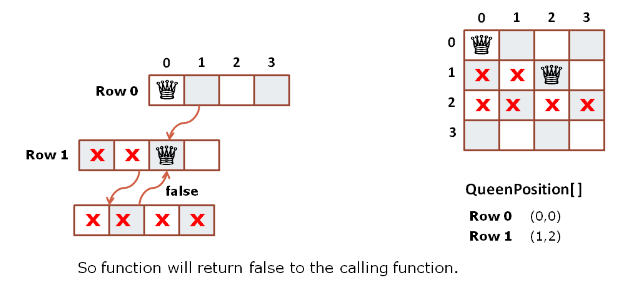 0 1 2 3
Row 0
Row 1 X X
false
X X X X
0 1 2 3
0
1 X X
2 X X X X
3
QueenPosition[]
Row 0 (0,0)
Row 1 (1,2)
So function will return false to the calling function.